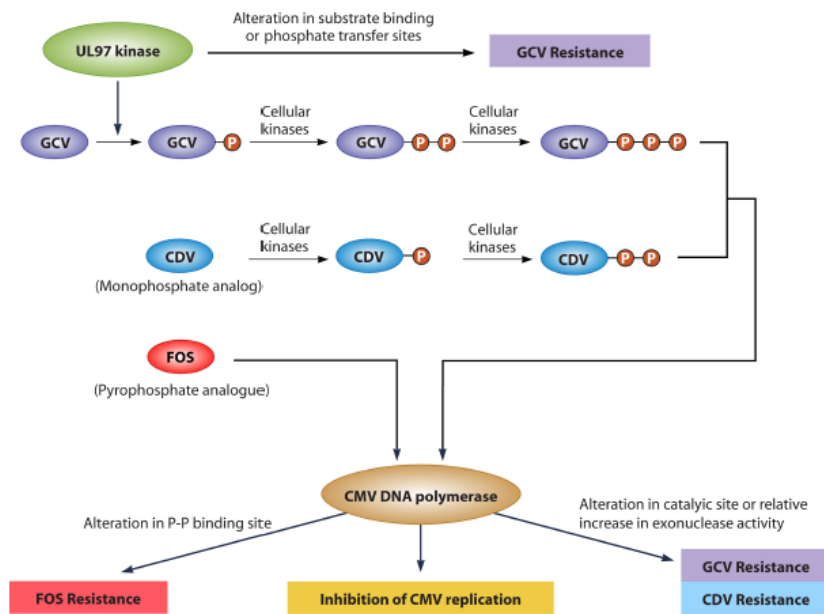 Alteration in substrate binding
or phosphate transfer sites
UL97 kinase
GCV Resistance
Cellular
kinases
Cellular
kinases
GCV
GCV
P
GCV
P
P
GCV
P
P
P
Cellular
kinases
Cellular
kinases
CDV
CDV
P
CDV
P
P
(Monophosphate analog)
FOS
(Pyrophosphate analogue)
CMV DNA polymerase
Alteration in P-P binding site
Alteration in catalyic site or relative
increase in exonuclease activity
FOS Resistance
Inhibition of CMV replication
GCV Resistance
CDV Resistance